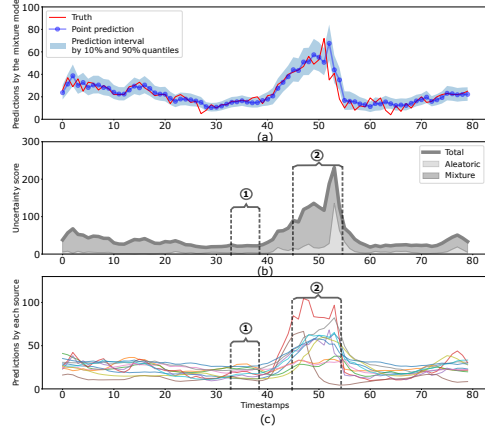 Predictions by the mixture model
100
80
60
40
20
0
Truth
Point prediction
Prediction interval
by 10% and 90% quantiles
0 10 20 30 40 50 60 70 80
(a)
Uncertainty score
300
200
100
0
① ②
Total
Aleatoric
Mixture
0 10 20 30 40 50 60 70 80
(b)
Predictions by each source
100
50
0
① ②
0 10 20 30 40 50 60 70 80
Timestamps
(c)